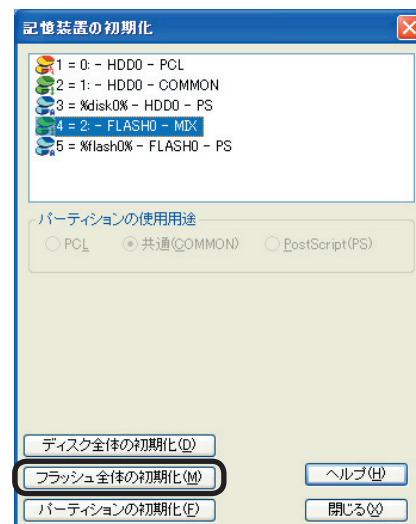 記憶装置の初期化
1 = 0: - HDD0 - PCL
2 = 1: - HDD0 - COMMON
3 = %disk0% - HDD0 - PS
4 = 2: - FLASH0 - MIX
5 = %flash0% - FLASH0 - PS
パーティションの使用用途
PCL 共通(COMMON) PostScript(PS)
ディスク全体の初期化(D)
フラッシュ全体の初期化(M) ヘルプ(H)
パーティションの初期化(F) 閉じる(X)